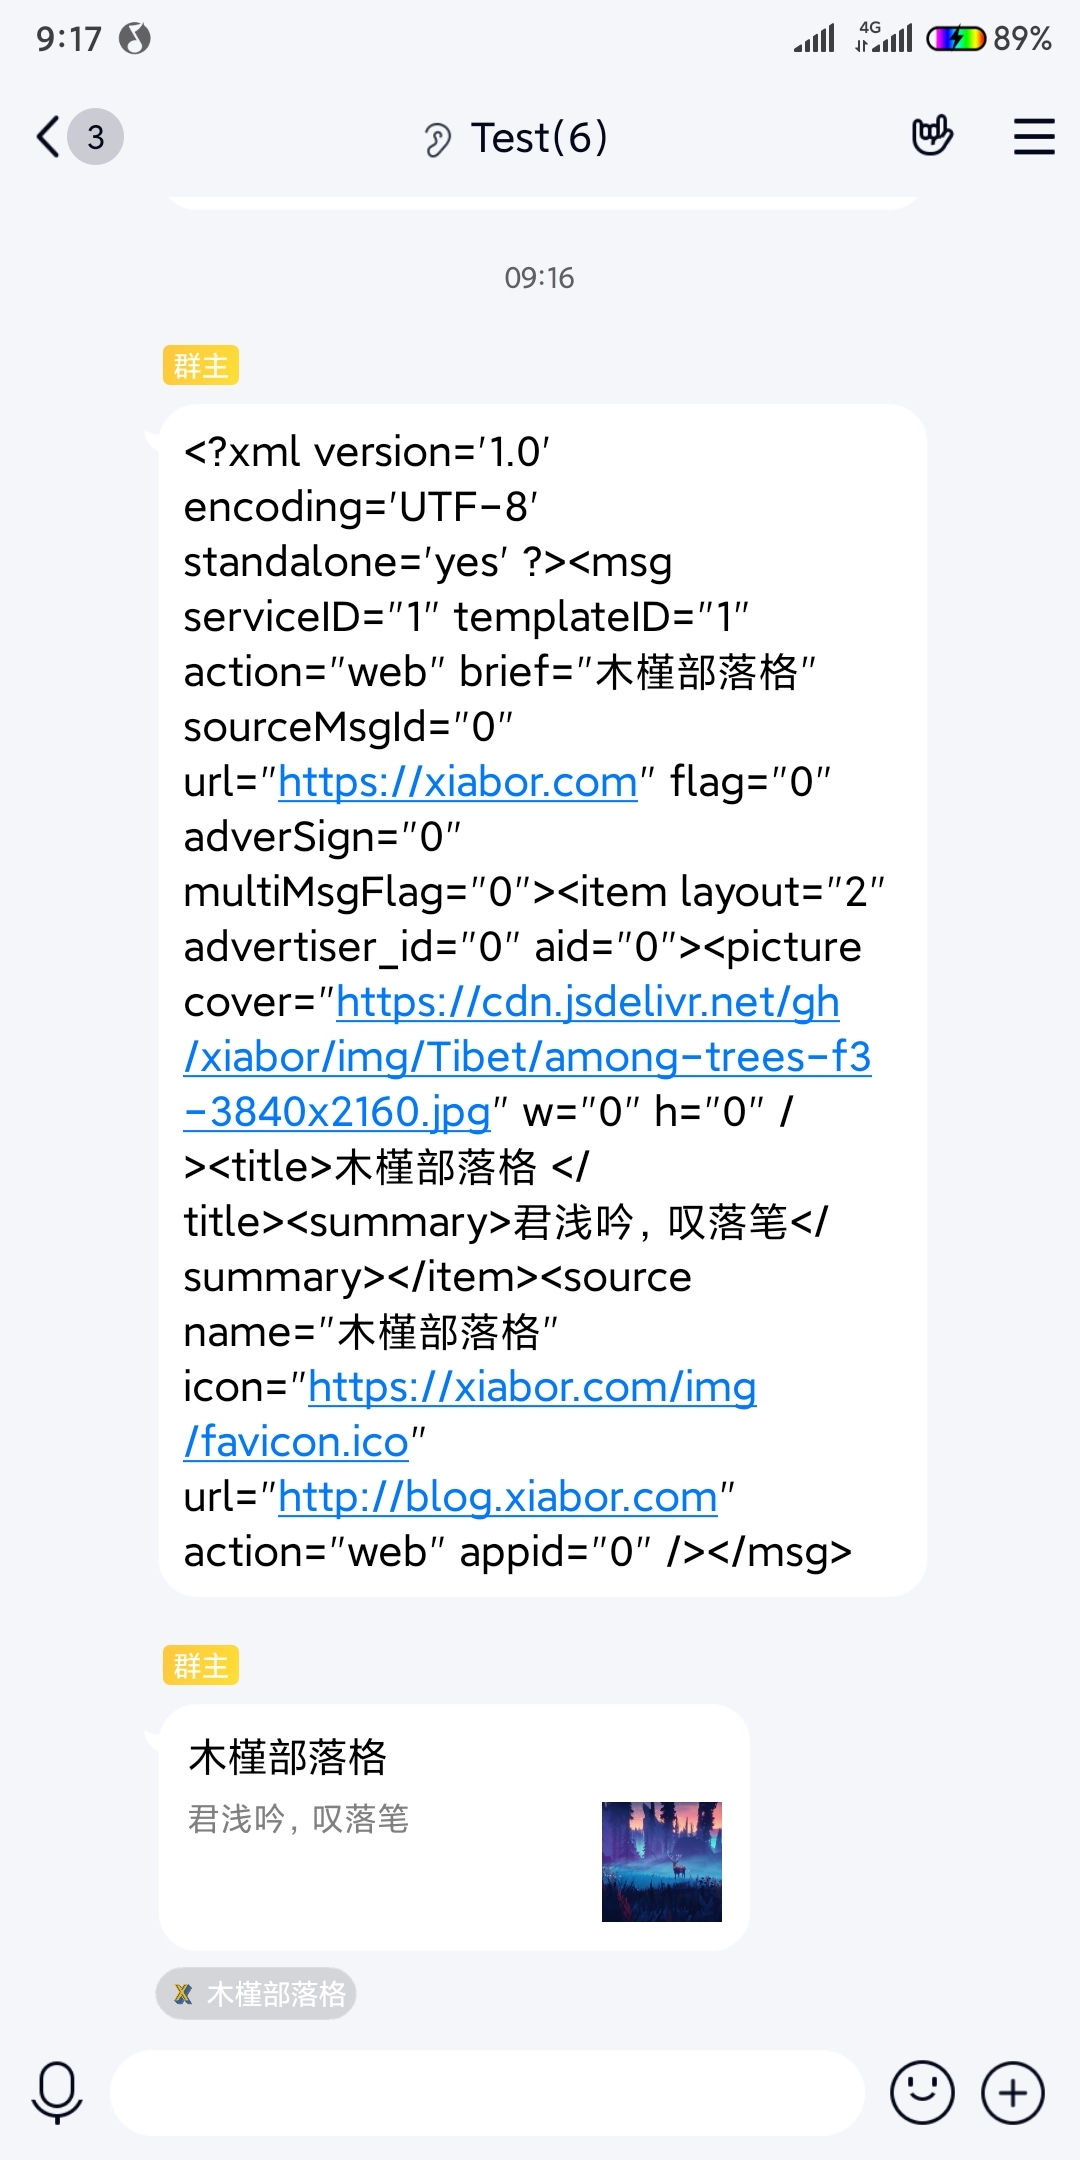 9:17
4G
89%
3
Test(6)
09:16
群主
<?xml version='1.0'
encoding='UTF-8'
standalone='yes' ?><msg
serviceID="1" templateID="1"
action="web" brief="木槿部落格"
sourceMsgId="0"
url="https://xiabor.com" flag="0"
adverSign="0"
multiMsgFlag="0"><item layout="2"
advertiser_id="0" aid="0"><picture
cover="https://cdn.jsdelivr.net/gh
/xiabor/img/Tibet/among-trees-f3
-3840x2160.jpg" w="0" h="0" /
><title>木槿部落格 </
title><summary>君浅吟，叹落笔</
summary></item><source
name="木槿部落格"
icon="https://xiabor.com/img
/favicon.ico"
url="http://blog.xiabor.com"
action="web" appid="0" /></msg>
群主
木槿部落格
君浅吟，叹落笔
X 木槿部落格